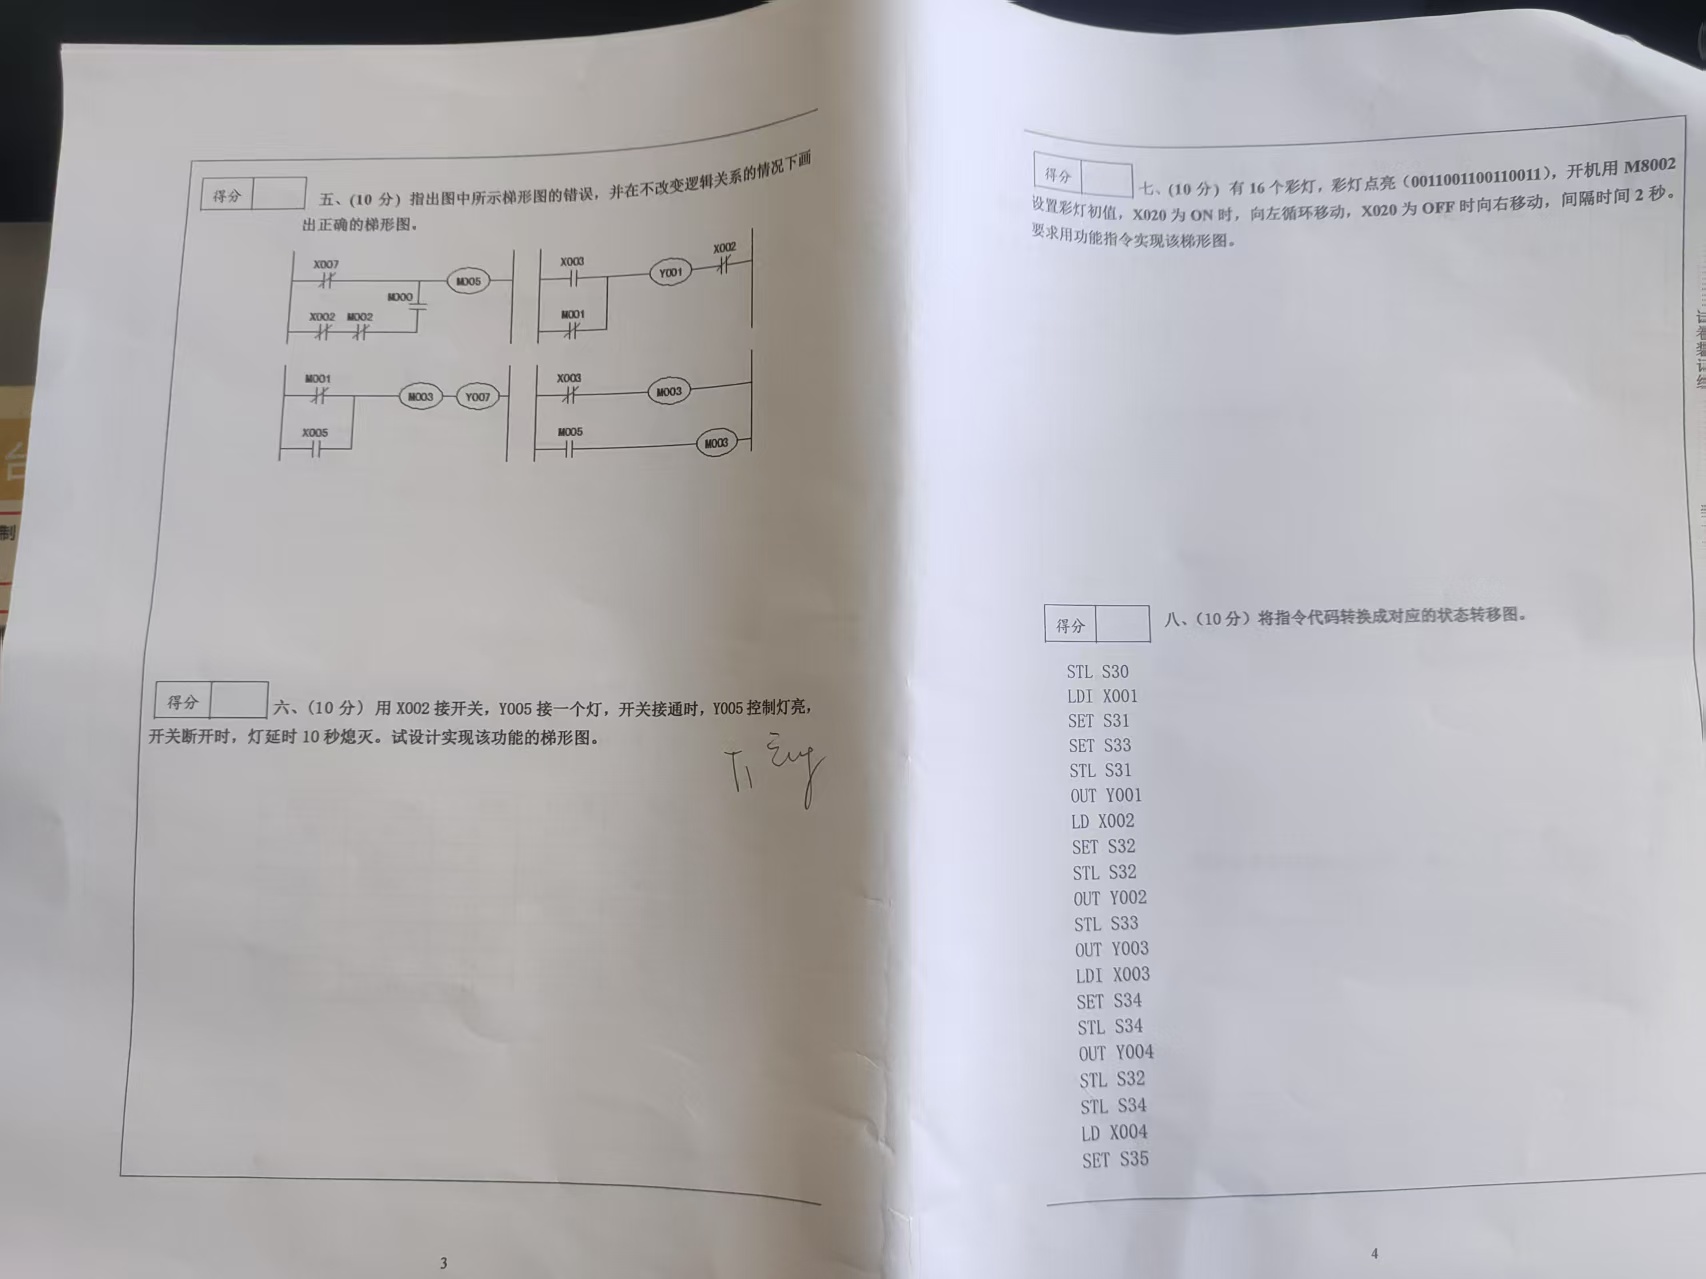 得分
五、(10 分) 指出图中所示梯形图的错误，并在不改变逻辑关系的情况下画
出正确的梯形图。
X007
M005
M000
X002 M002
X003
Y001
X002
M001
M001
M003
Y007
X005
X003
M003
M005
M003
得分
六、(10 分) 用 X002 接开关，Y005 接一个灯，开关接通时，Y005 控制灯亮，
开关断开时，灯延时 10 秒熄灭。试设计实现该功能的梯形图。
3
得分
七、(10 分) 有 16 个彩灯，彩灯点亮（0011001100110011），开机用 M8002
设置彩灯初值，X020 为 ON 时，向左循环移动，X020 为 OFF 时向右移动，间隔时间 2 秒。
要求用功能指令实现该梯形图。
得分
八、（10 分）将指令代码转换成对应的状态转移图。
STL S30
LDI X001
SET S31
SET S33
STL S31
OUT Y001
LD X002
SET S32
STL S32
OUT Y002
STL S33
OUT Y003
LDI X003
SET S34
STL S34
OUT Y004
STL S32
STL S34
LD X004
SET S35
4
制